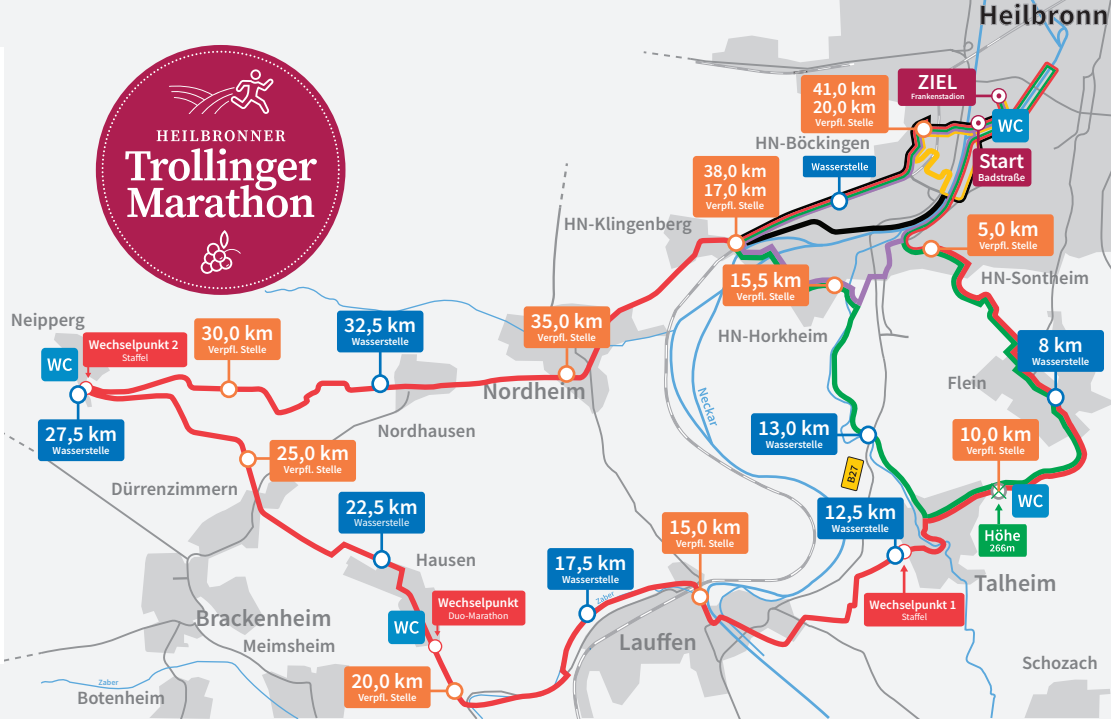 Heilbronn
HEILBRONNER
Trollinger
Marathon
41,0 km
20,0 km
Verpfl. Stelle
ZIEL
Frankenstadion
WC
Start
Badstraße
HN-Böckingen
Wasserstelle
38,0 km
17,0 km
Verpfl. Stelle
HN-Klingenberg
5,0 km
Verpfl. Stelle
HN-Sontheim
15,5 km
Verpfl. Stelle
HN-Horkheim
Neipperg
WC
Wechselpunkt 2
Staffel
30,0 km
Verpfl. Stelle
32,5 km
Wasserstelle
35,0 km
Verpfl. Stelle
Nordheim
8 km
Wasserstelle
Flein
Neckar
27,5 km
Wasserstelle
Nordhausen
13,0 km
Wasserstelle
10,0 km
Verpfl. Stelle
25,0 km
Verpfl. Stelle
B27
Dürrenzimmern
WC
22,5 km
Wasserstelle
12,5 km
Wasserstelle
15,0 km
Verpfl. Stelle
Höhe
266m
Hausen
17,5 km
Wasserstelle
Talheim
Zaber
Wechselpunkt
Duo-Marathon
Wechselpunkt 1
Staffel
Brackenheim
WC
Meimsheim
Lauffen
Schozach
20,0 km
Verpfl. Stelle
Zaber
Botenheim